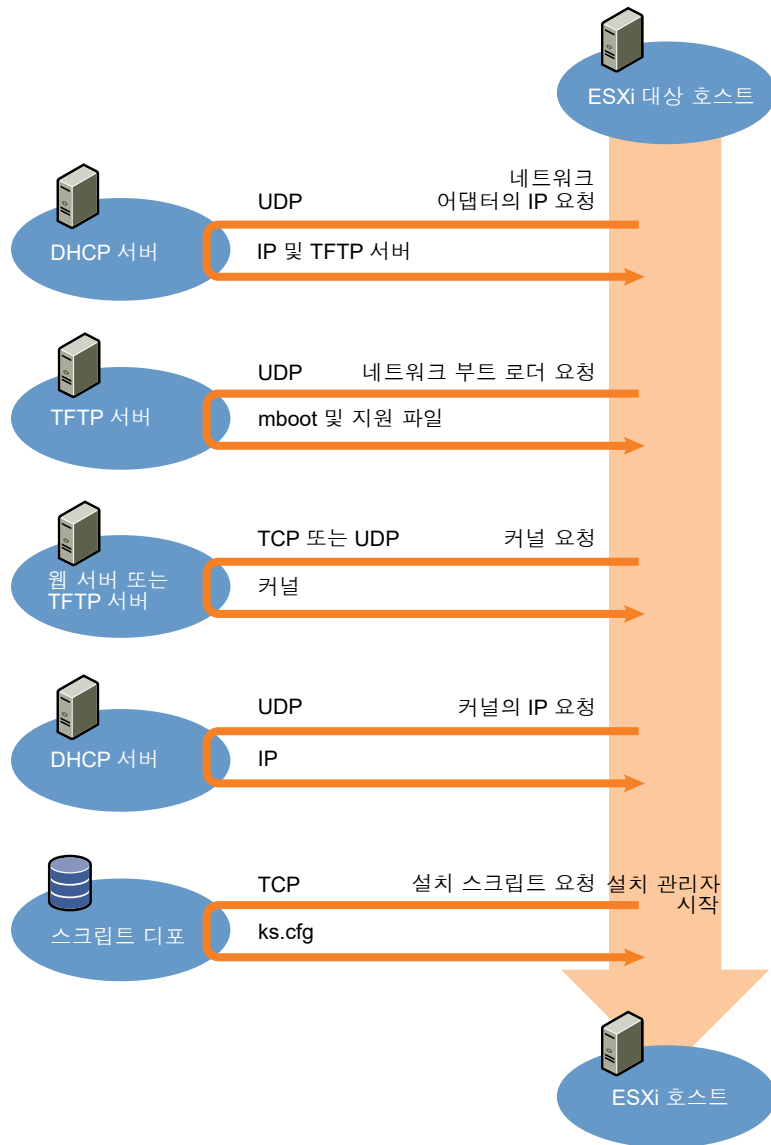 ESXi 대상 호스트
네트워크
UDP 어댑터의 IP 요청
DHCP 서버
IP 및 TFTP 서버
UDP 네트워크 부트 로더 요청
TFTP 서버
mboot 및 지원 파일
TCP 또는 UDP 커널 요청
웹 서버 또는
TFTP 서버
커널
UDP 커널의 IP 요청
DHCP 서버
IP
TCP 설치 스크립트 요청
설치 관리자
시작
스크립트 디포
ks.cfg
ESXi 호스트